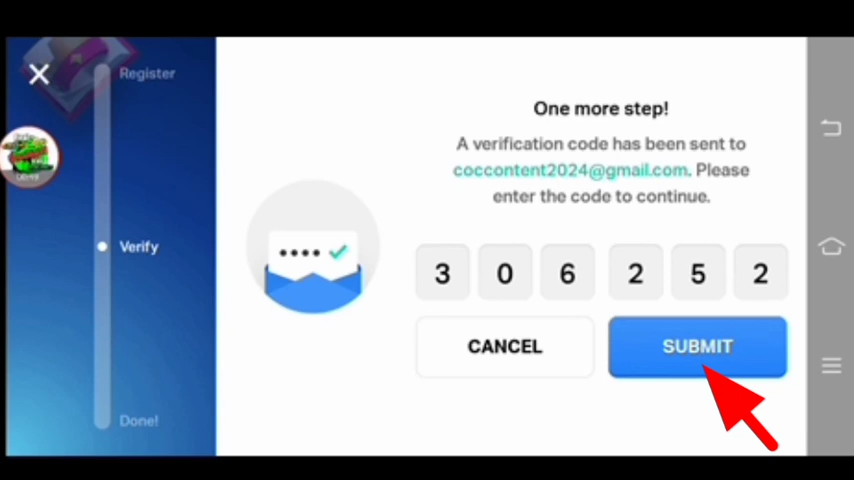 Register
One more step!
A verification code has been sent to
coccontent2024@gmail.com. Please
enter the code to continue.
Verify
3 0 6 2 5 2
CANCEL
SUBMIT
Done!